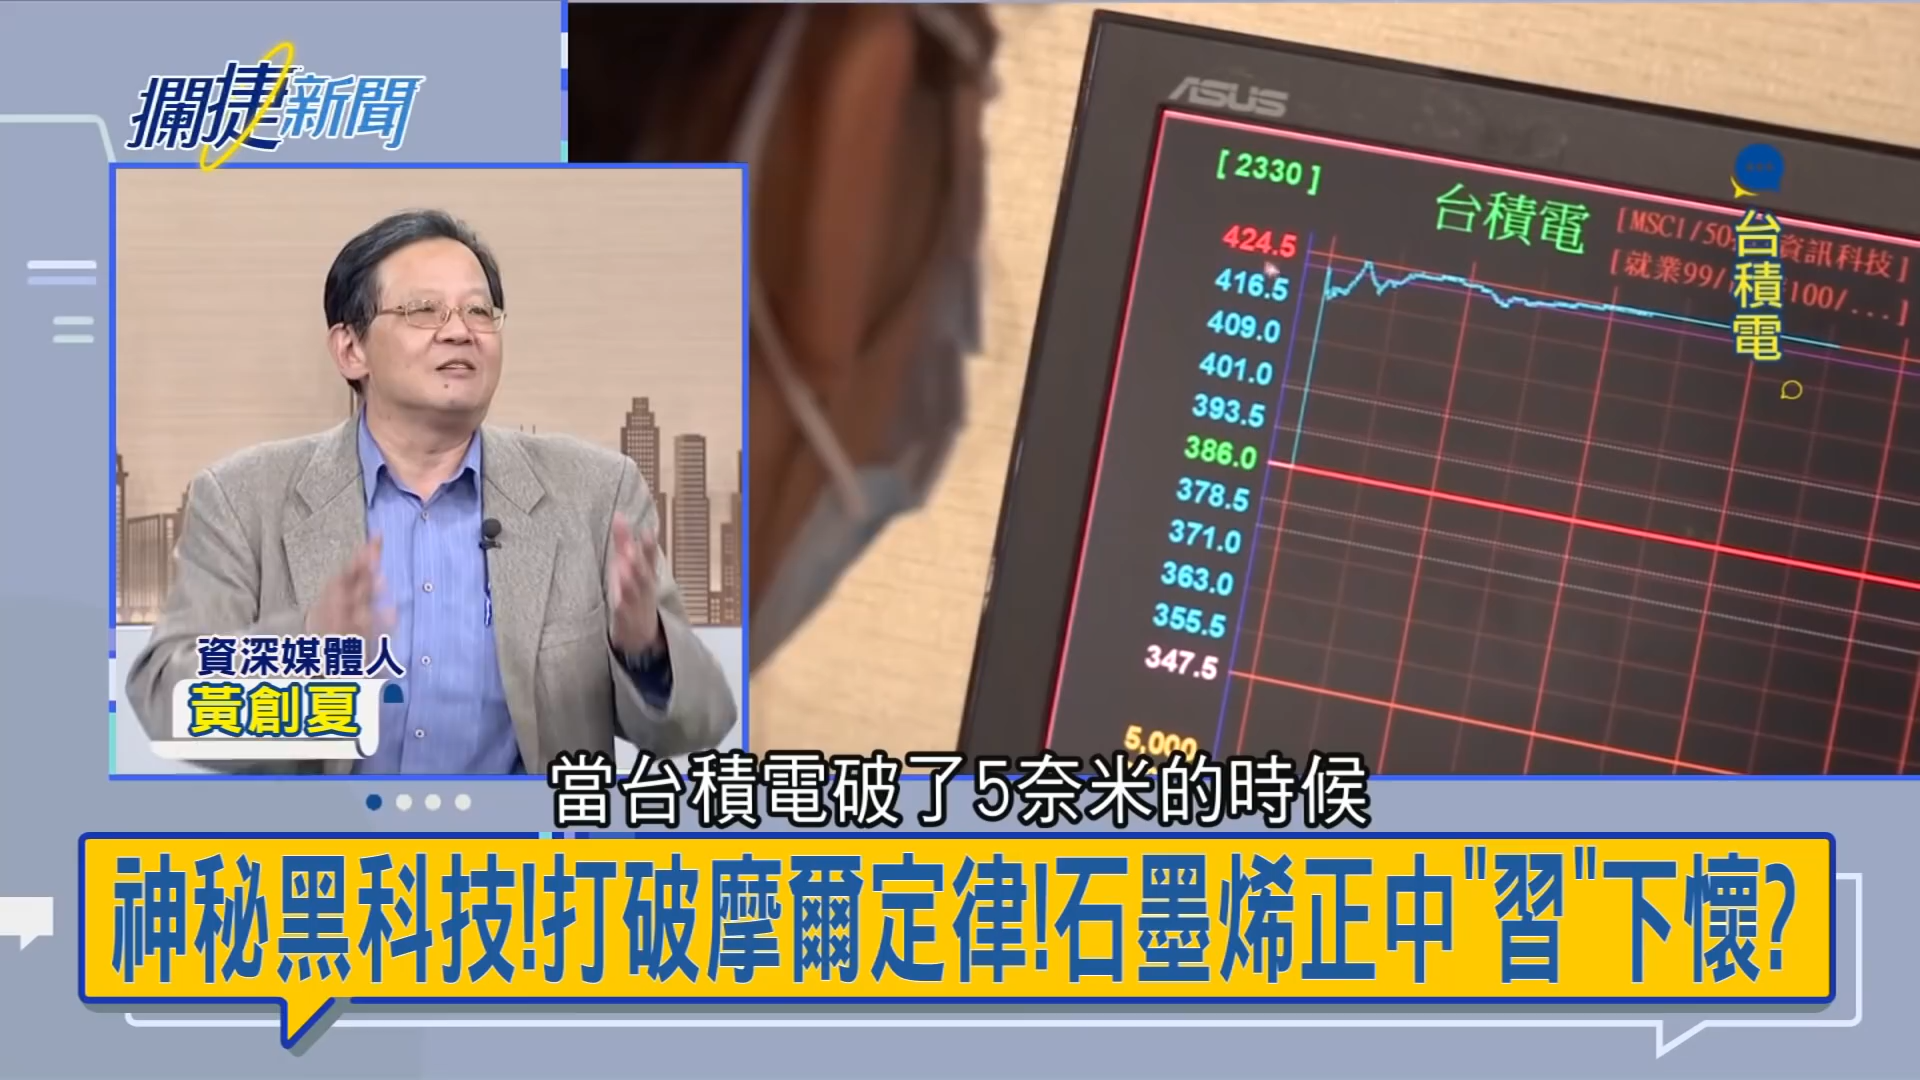 攔捷新聞
ASUS
[ 2330 ]
台積電
[就業99/
資訊科技]
100/...]
424.5
416.5
409.0
401.0
393.5
386.0
378.5
371.0
363.0
355.5
347.5
5,000
台積電
資深媒體人
黃創夏
當台積電破了5奈米的時候
神秘黑科技!打破摩爾定律!石墨烯正中"習"下懷?